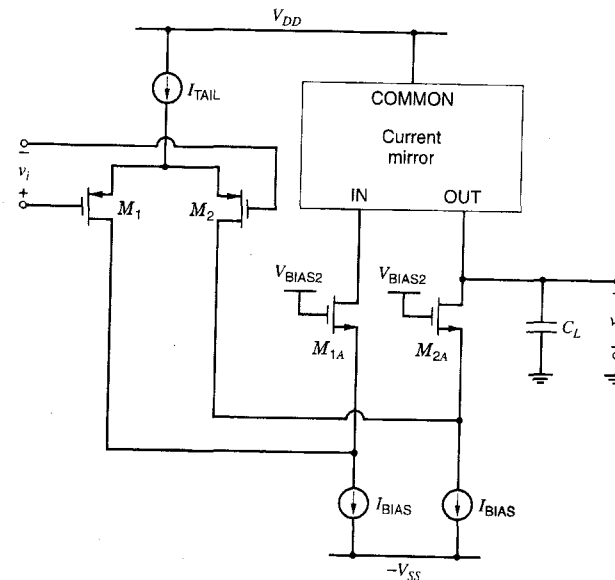 V_DD
I_TAIL
COMMON
Current
mirror
IN OUT
−
v_i
+
M_1
M_2
V_BIAS2
V_BIAS2
M_1A
M_2A
C_L
I_BIAS
I_BIAS
−V_SS